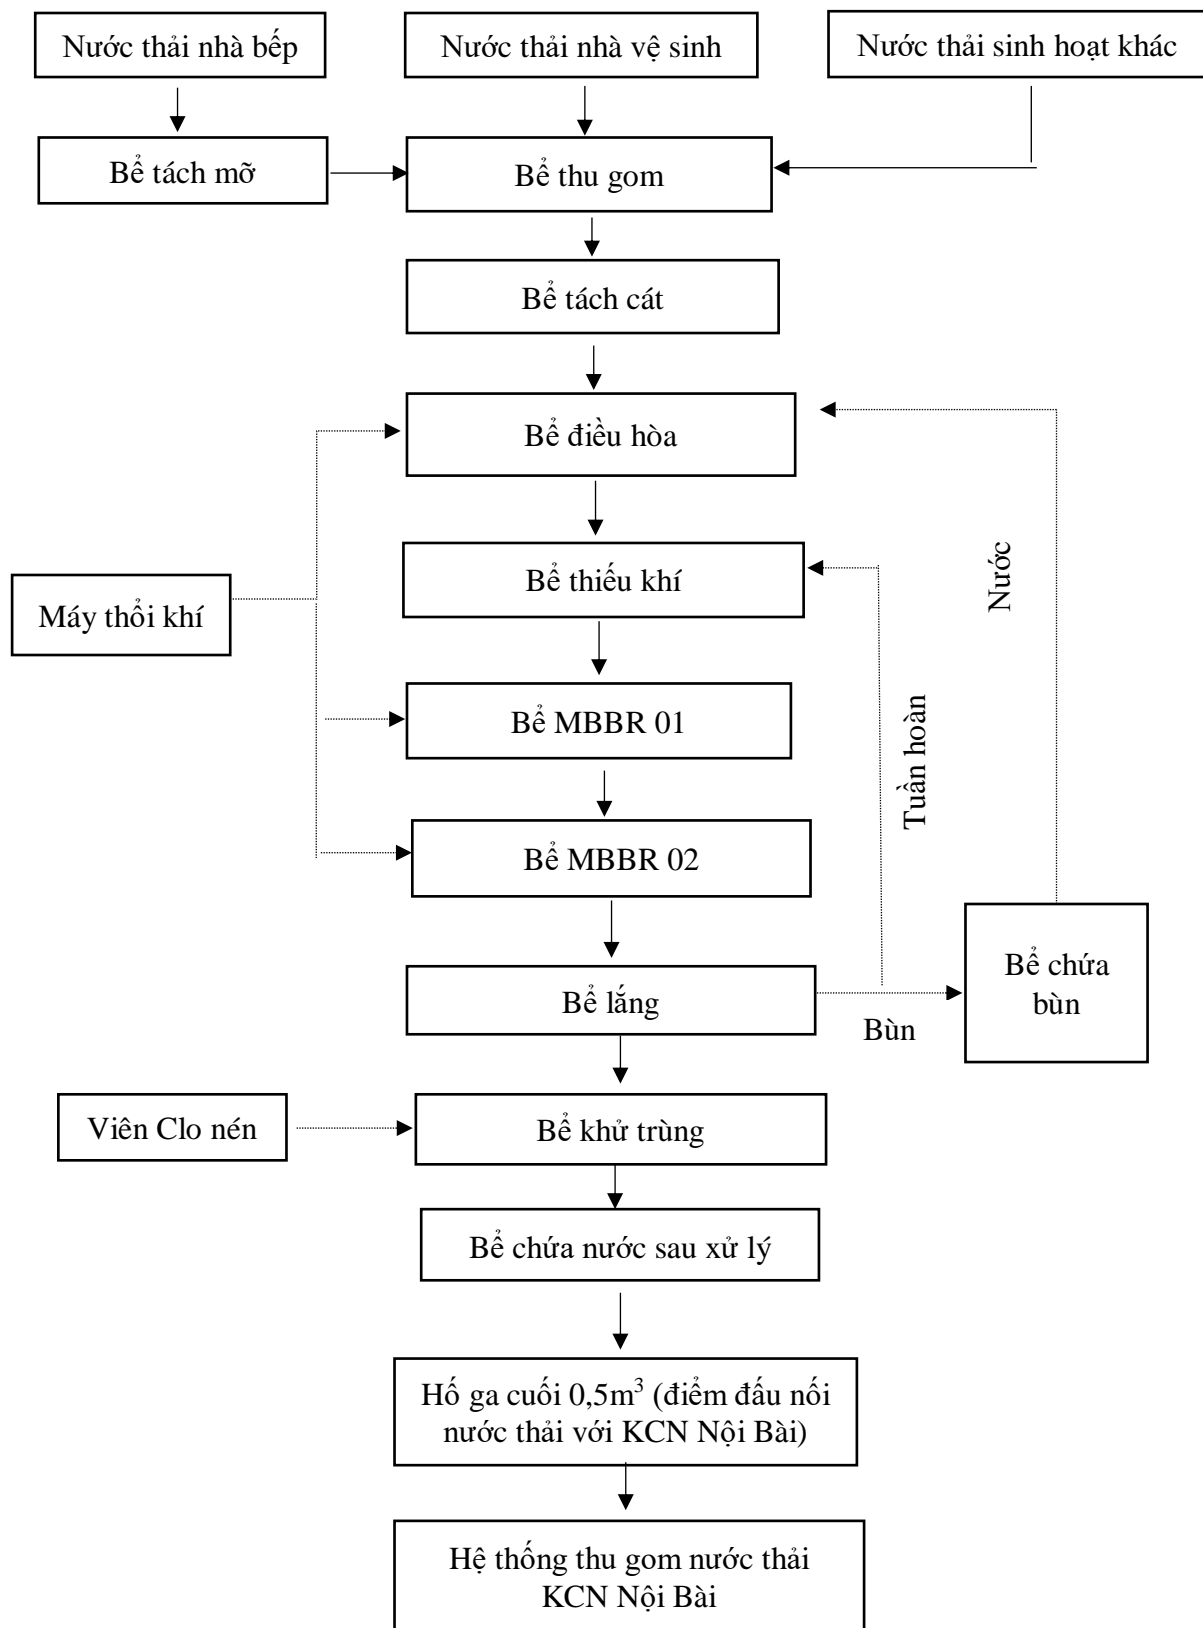 Nước thải nhà bếp
Nước thải nhà vệ sinh
Nước thải sinh hoạt khác
Bể tách mỡ
Bể thu gom
Bể tách cát
Bể điều hòa
Bể thiếu khí
Nước
Máy thổi khí
Bể MBBR 01
Tuần hoàn
Bể MBBR 02
Bể chứa
bùn
Bể lắng
Bùn
Viên Clo nén
Bể khử trùng
Bể chứa nước sau xử lý
Hố ga cuối 0,5m³ (điểm đấu nối
nước thải với KCN Nội Bài)
Hệ thống thu gom nước thải
KCN Nội Bài